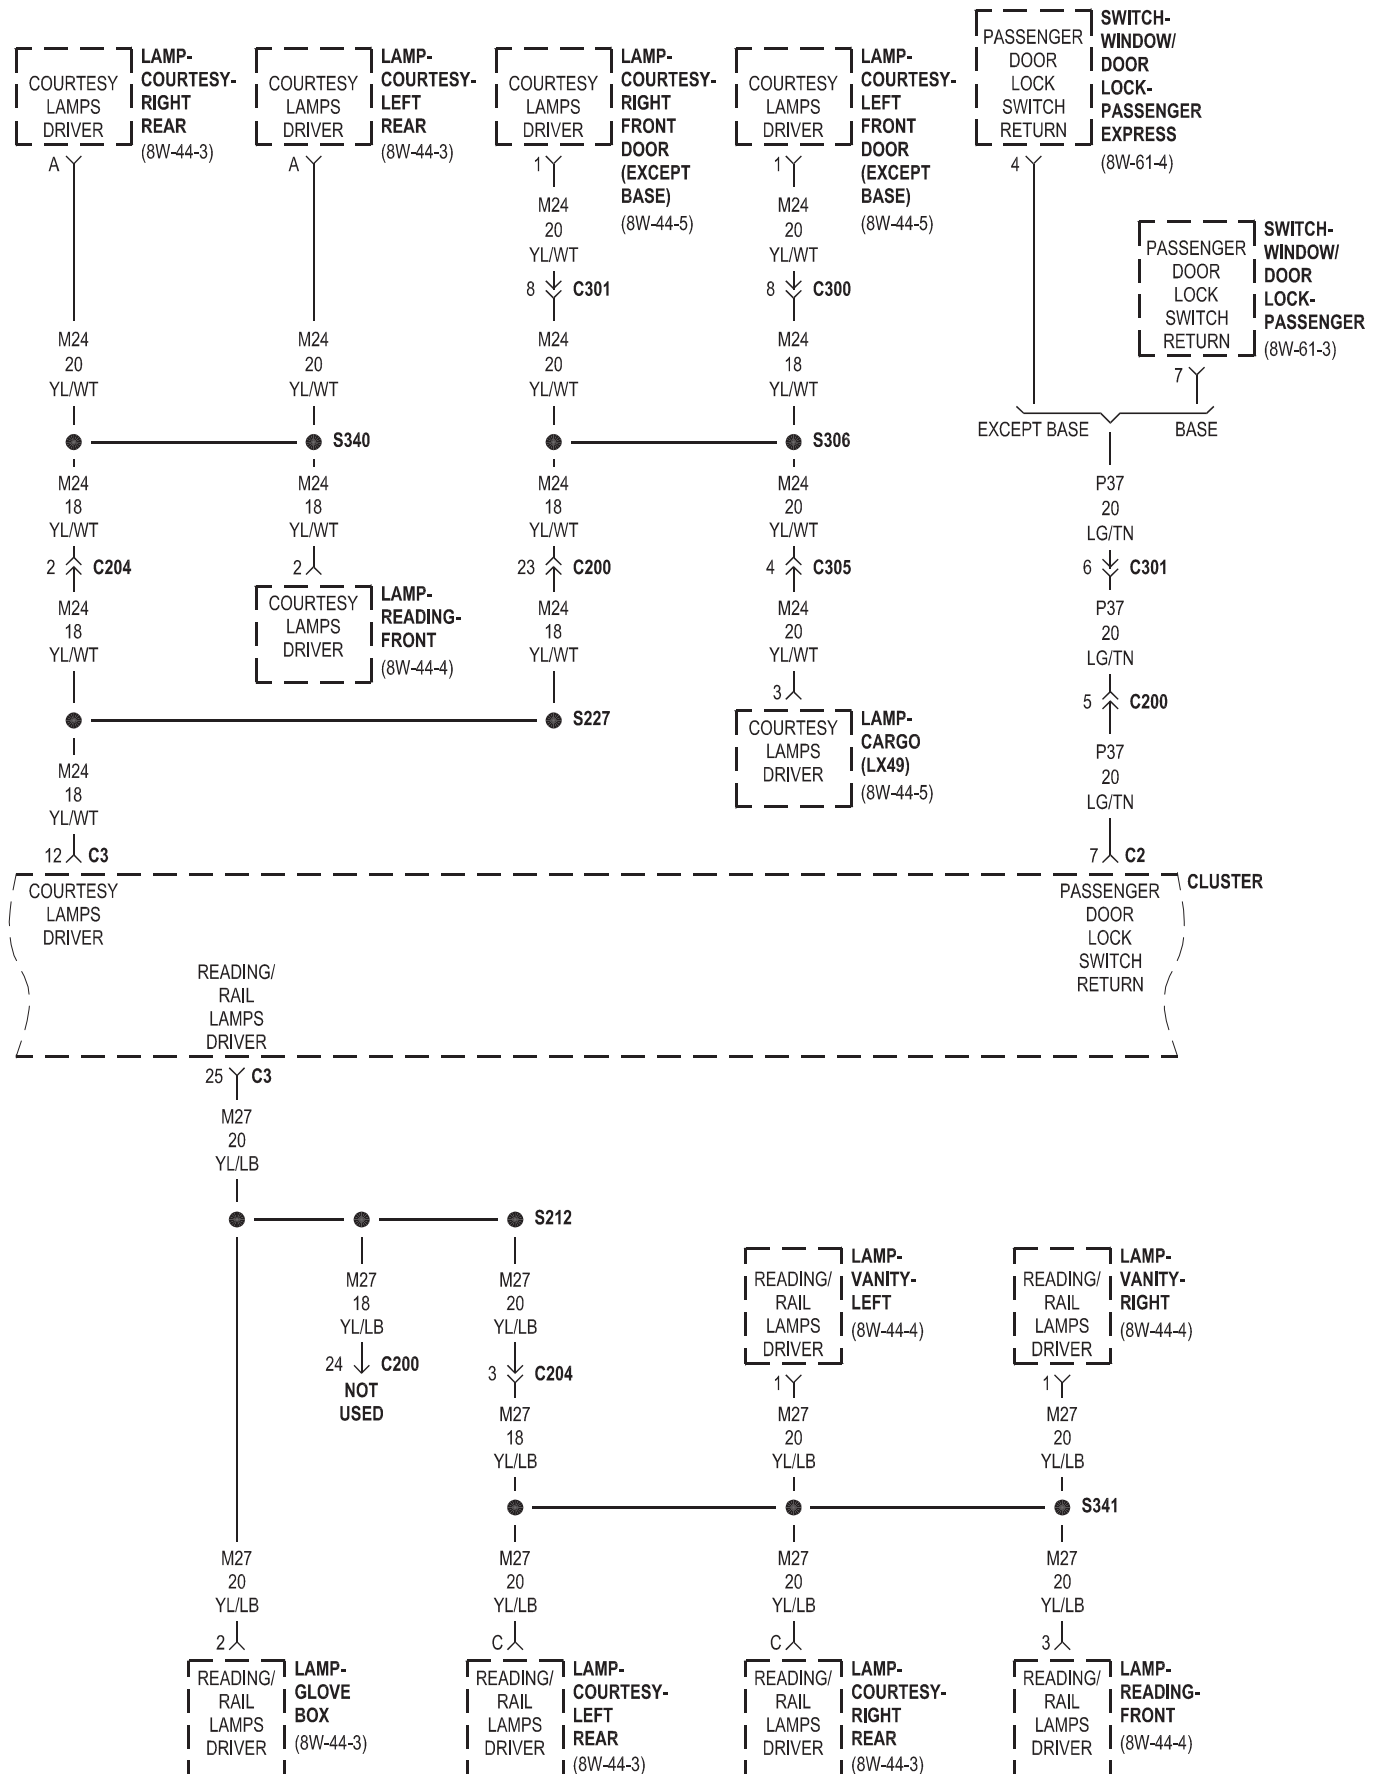 COURTESY
LAMPS
DRIVER
LAMP-
COURTESY-
RIGHT
REAR
(8W-44-3)
A
COURTESY
LAMPS
DRIVER
LAMP-
COURTESY-
LEFT
REAR
(8W-44-3)
A
COURTESY
LAMPS
DRIVER
LAMP-
COURTESY-
RIGHT
FRONT
DOOR
(EXCEPT
BASE)
(8W-44-5)
1
M24
20
YL/WT
8 C301
COURTESY
LAMPS
DRIVER
LAMP-
COURTESY-
LEFT
FRONT
DOOR
(EXCEPT
BASE)
(8W-44-5)
1
M24
20
YL/WT
8 C300
PASSENGER
DOOR
LOCK
SWITCH
RETURN
SWITCH-
WINDOW/
DOOR
LOCK-
PASSENGER
EXPRESS
(8W-61-4)
4
PASSENGER
DOOR
LOCK
SWITCH
RETURN
SWITCH-
WINDOW/
DOOR
LOCK-
PASSENGER
(8W-61-3)
7
EXCEPT BASE
BASE
M24
20
YL/WT
M24
20
YL/WT
S340
M24
20
YL/WT
M24
18
YL/WT
S306
M24
18
YL/WT
2 C204
M24
18
YL/WT
M24
18
YL/WT
2
COURTESY
LAMPS
DRIVER
LAMP-
READING-
FRONT
(8W-44-4)
M24
18
YL/WT
23 C200
M24
18
YL/WT
S227
M24
20
YL/WT
4 C305
M24
20
YL/WT
3
COURTESY
LAMPS
DRIVER
LAMP-
CARGO
(LX49)
(8W-44-5)
P37
20
LG/TN
6 C301
P37
20
LG/TN
5 C200
P37
20
LG/TN
7 C2
M24
18
YL/WT
12 C3
CLUSTER
COURTESY
LAMPS
DRIVER
PASSENGER
DOOR
LOCK
SWITCH
RETURN
READING/
RAIL
LAMPS
DRIVER
25 C3
M27
20
YL/LB
S212
M27
18
YL/LB
24 C200
NOT
USED
M27
20
YL/LB
3 C204
M27
18
YL/LB
READING/
RAIL
LAMPS
DRIVER
LAMP-
VANITY-
LEFT
(8W-44-4)
1
M27
20
YL/LB
READING/
RAIL
LAMPS
DRIVER
LAMP-
VANITY-
RIGHT
(8W-44-4)
1
M27
20
YL/LB
S341
M27
20
YL/LB
2
READING/
RAIL
LAMPS
DRIVER
LAMP-
GLOVE
BOX
(8W-44-3)
M27
20
YL/LB
C
READING/
RAIL
LAMPS
DRIVER
LAMP-
COURTESY-
LEFT
REAR
(8W-44-3)
M27
20
YL/LB
C
READING/
RAIL
LAMPS
DRIVER
LAMP-
COURTESY-
RIGHT
REAR
(8W-44-3)
M27
20
YL/LB
3
READING/
RAIL
LAMPS
DRIVER
LAMP-
READING-
FRONT
(8W-44-4)